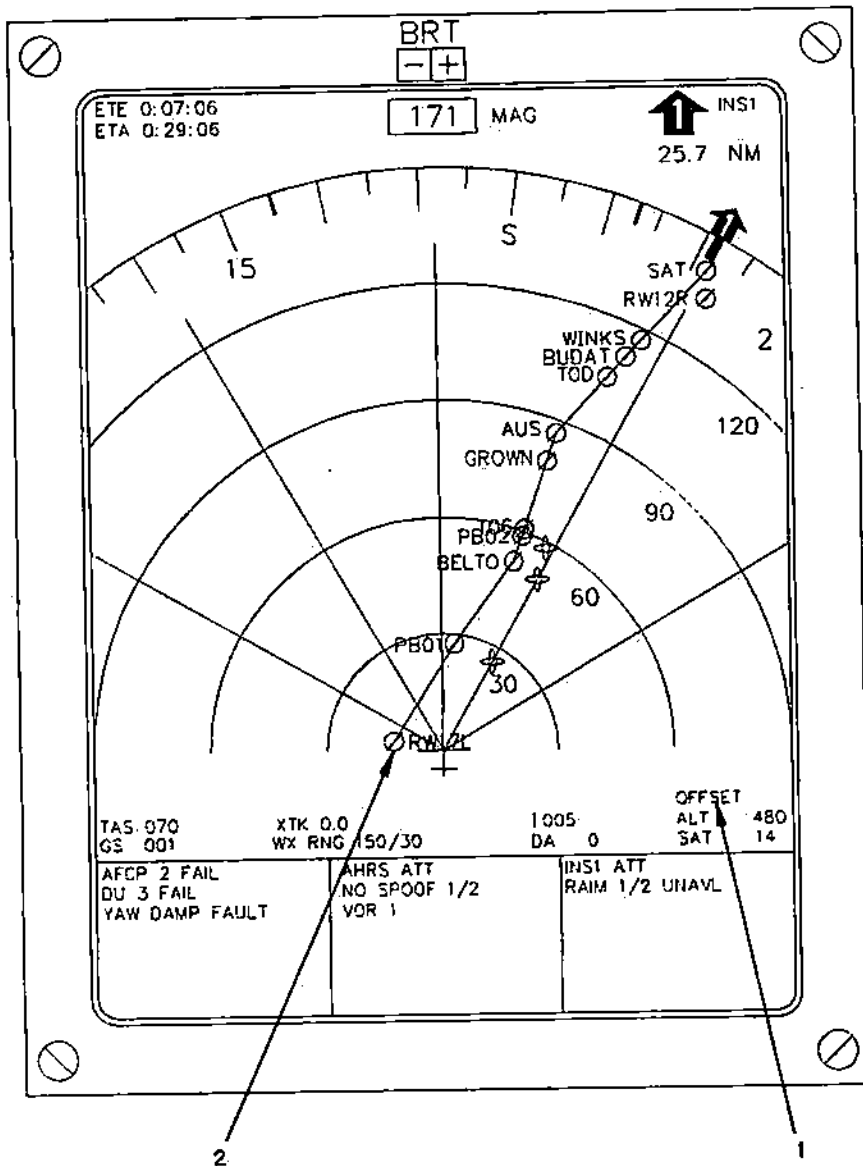 BRT
- +
ETE 0:07:06
ETA 0:29:06
171 MAG
1 INS1
25.7 NM
15
S
SAT
RW12R
WINKS
2
BUDAT
TOD
120
AUS
GROWN
90
PB02
BELTO
60
PB01
30
OFFSET
TAS 070
XTK 0.0
1005
ALT 480
GS 001
WX RNG 150/30
DA 0
SAT 14
AFCP 2 FAIL
DU 3 FAIL
YAW DAMP FAULT
AHRS ATT
NO SPOOF 1/2
VOR 1
INS1 ATT
RAIM 1/2 UNAVL
2
1